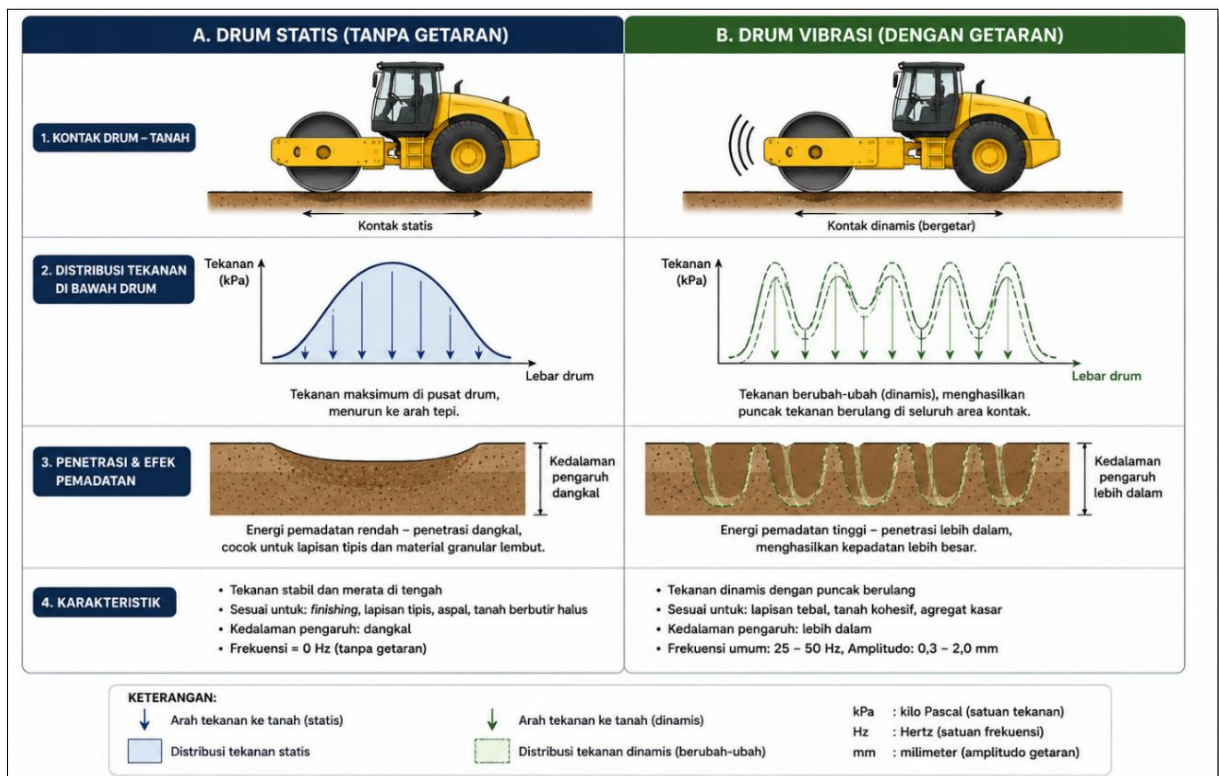 A. DRUM STATIS (TANPA GETARAN)
B. DRUM VIBRASI (DENGAN GETARAN)
1. KONTAK DRUM – TANAH
Kontak statis
Kontak dinamis (bergetar)
2. DISTRIBUSI TEKANAN
DI BAWAH DRUM
Tekanan
(kPa)
Lebar drum
Tekanan maksimum di pusat drum,
menurun ke arah tepi.
Tekanan
(kPa)
Lebar drum
Tekanan berubah-ubah (dinamis), menghasilkan
puncak tekanan berulang di seluruh area kontak.
3. PENETRASI & EFEK
PEMADATAN
Kedalaman
pengaruh
dangkal
Energi pemadatan rendah – penetrasi dangkal,
cocok untuk lapisan tipis dan material granular lembut.
Kedalaman
pengaruh
lebih dalam
Energi pemadatan tinggi – penetrasi lebih dalam,
menghasilkan kepadatan lebih besar.
4. KARAKTERISTIK
• Tekanan stabil dan merata di tengah
• Sesuai untuk: finishing, lapisan tipis, aspal, tanah berbutir halus
• Kedalaman pengaruh: dangkal
• Frekuensi = 0 Hz (tanpa getaran)
• Tekanan dinamis dengan puncak berulang
• Sesuai untuk: lapisan tebal, tanah kohesif, agregat kasar
• Kedalaman pengaruh: lebih dalam
• Frekuensi umum: 25 – 50 Hz, Amplitudo: 0,3 – 2,0 mm
KETERANGAN:
Arah tekanan ke tanah (statis)
Distribusi tekanan statis
Arah tekanan ke tanah (dinamis)
Distribusi tekanan dinamis (berubah-ubah)
kPa : kilo Pascal (satuan tekanan)
Hz : Hertz (satuan frekuensi)
mm : milimeter (amplitudo getaran)